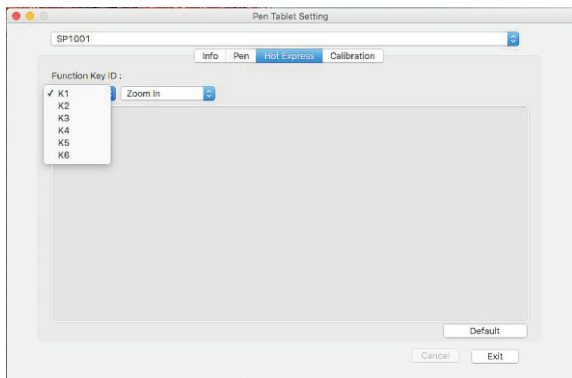 Pen Tablet Setting
SP1001
Info Pen Hot Express Calibration
Function Key ID :
✓ K1 Zoom In
K2
K3
K4
K5
K6
Default
Cancel Exit